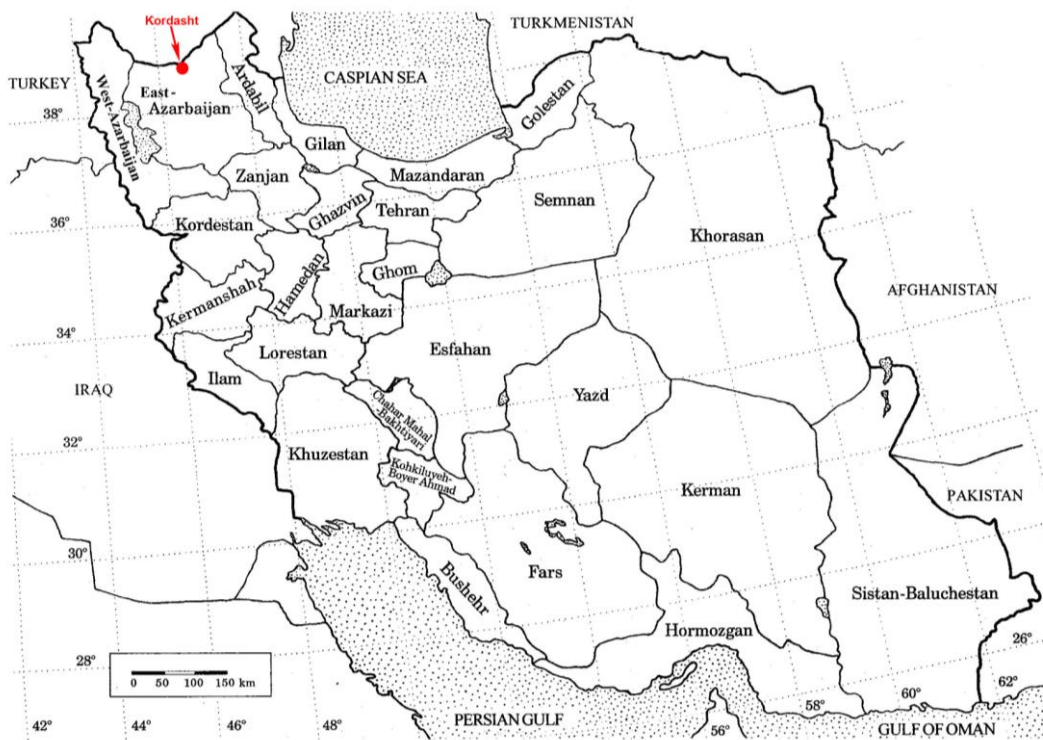 Kordasht
TURKMENISTAN
TURKEY
CASPIAN SEA
West-Azarbaijan
East-
Azarbaijan
Ardabil
Golestan
38°
Gilan
Mazandaran
Zanjan
Ghazvin
Tehran
Semnan
36°
Kordestan
Khorasan
Hamedan
Ghom
Kermanshah
Markazi
AFGHANISTAN
34°
Lorestan
Esfahan
Ilam
IRAQ
Yazd
Chahar Mahal
-Bakhtiyari
32°
Khuzestan
Kohkiluyeh-
Boyer Ahmad
Kerman
PAKISTAN
30°
Bushehr
Fars
Sistan-Baluchestan
Hormozgan
28°
26°
0 50 100 150 km
62°
60°
58°
42°
44°
46°
48°
PERSIAN GULF
56°
GULF OF OMAN